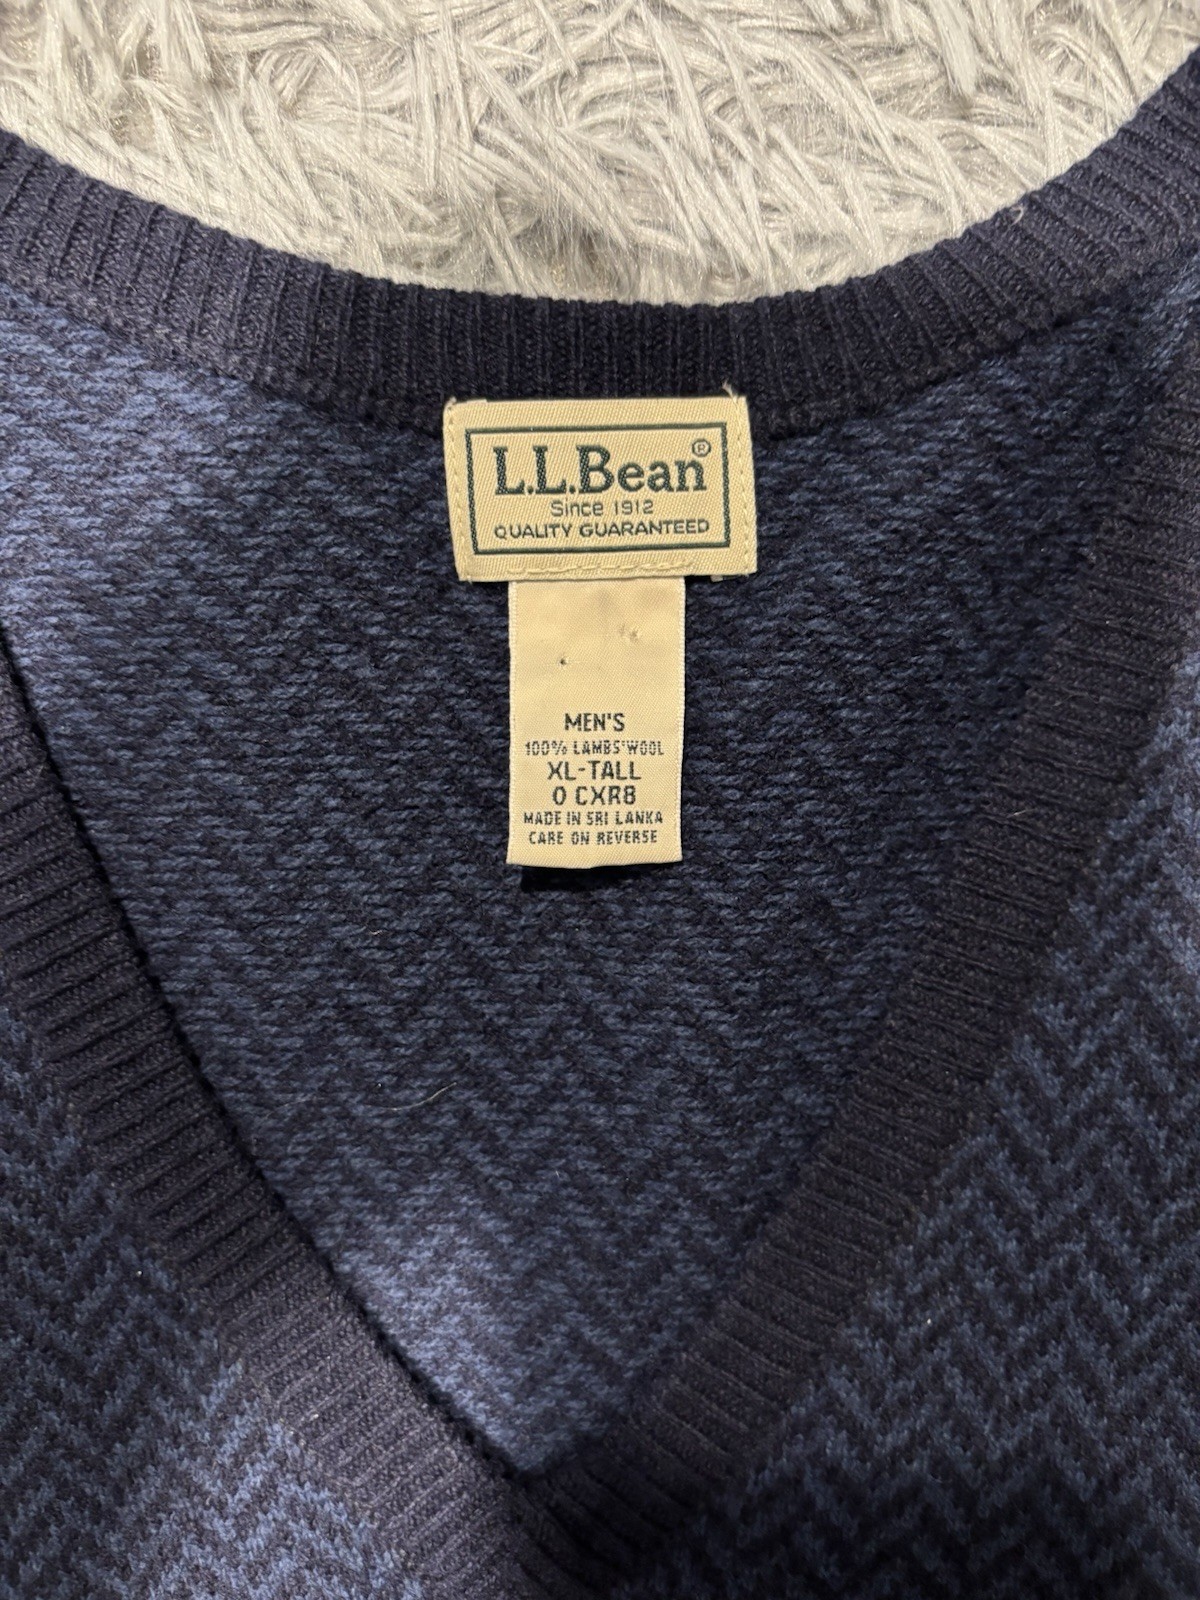 L.L.Bean®
Since 1912
QUALITY GUARANTEED
MEN'S
100% LAMBS'WOOL
XL-TALL
0 CXR8
MADE IN SRI LANKA
CARE ON REVERSE